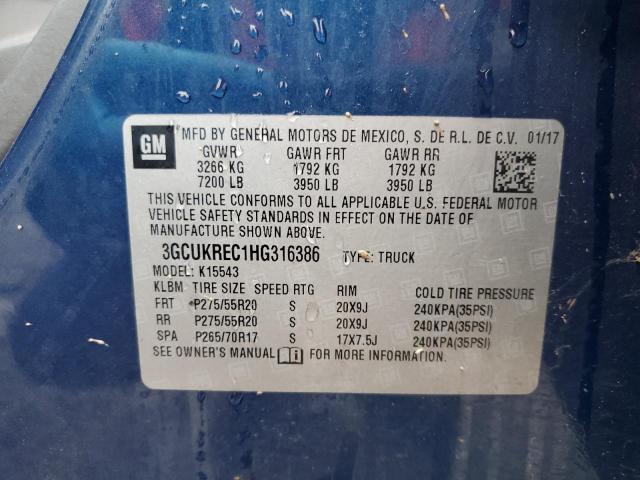 GM
MFD BY GENERAL MOTORS DE MEXICO, S. DE R.L. DE C.V. 01/17
GVWR GAWR FRT GAWR RR
3266 KG 1792 KG 1792 KG
7200 LB 3950 LB 3950 LB
THIS VEHICLE CONFORMS TO ALL APPLICABLE U.S. FEDERAL MOTOR
VEHICLE SAFETY STANDARDS IN EFFECT ON THE DATE OF
MANUFACTURE SHOWN ABOVE.
3GCUKREC1HG316386 TYPE: TRUCK
MODEL: K15543
KLBM TIRE SIZE SPEED RTG RIM COLD TIRE PRESSURE
FRT P275/55R20 S 20X9J 240KPA(35PSI)
RR P275/55R20 S 20X9J 240KPA(35PSI)
SPA P265/70R17 S 17X7.5J 240KPA(35PSI)
SEE OWNER'S MANUAL FOR MORE INFORMATION.